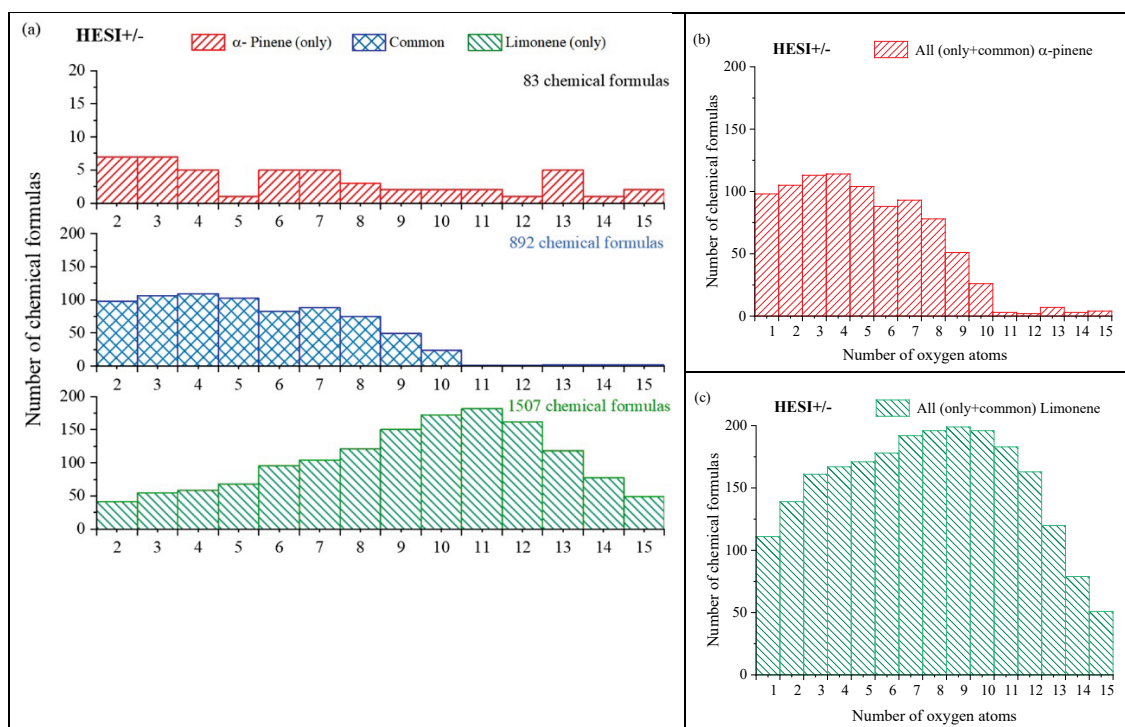 (a)
HESI+/-
α- Pinene (only)
Common
Limonene (only)
83 chemical formulas
20
15
10
5
0
2 3 4 5 6 7 8 9 10 11 12 13 14 15
892 chemical formulas
200
150
100
50
0
2 3 4 5 6 7 8 9 10 11 12 13 14 15
1507 chemical formulas
200
150
100
50
0
2 3 4 5 6 7 8 9 10 11 12 13 14 15
Number of chemical formulas
(b)
HESI+/-
All (only+common) α-pinene
200
150
100
50
0
1 2 3 4 5 6 7 8 9 10 11 12 13 14 15
Number of chemical formulas
Number of oxygen atoms
(c)
HESI+/-
All (only+common) Limonene
200
150
100
50
0
1 2 3 4 5 6 7 8 9 10 11 12 13 14 15
Number of chemical formulas
Number of oxygen atoms